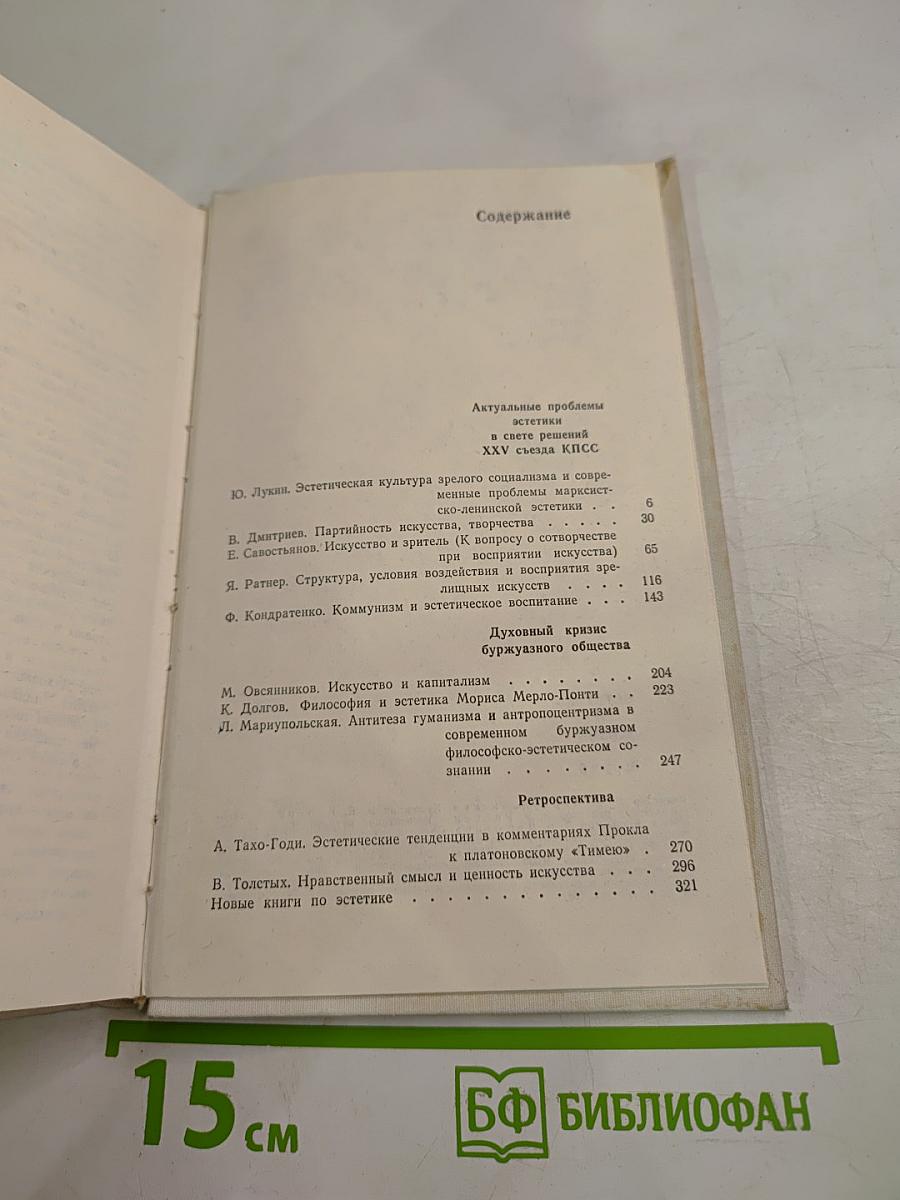 Содержание
Актуальные проблемы
эстетики
в свете решений
XXV съезда КПСС
Ю. Лукин. Эстетическая культура зрелого социализма и совре-
менные проблемы марксист-
ско-ленинской эстетики . . 6
В. Дмитриев. Партийность искусства, творчества . . . . . 30
Е. Савостьянов. Искусство и зритель (К вопросу о сотворчестве
при восприятии искусства) 65
Я. Ратнер. Структура, условия воздействия и восприятия зре-
лищных искусств . . . . 116
Ф. Кондратенко. Коммунизм и эстетическое воспитание . . . 143
Духовный кризис
буржуазного общества
М. Овсянников. Искусство и капитализм . . . . . . . . 204
К. Долгов. Философия и эстетика Мориса Мерло-Понти . . 223
Л. Мариупольская. Антитеза гуманизма и антропоцентризма в
современном буржуазном
философско-эстетическом со-
знании . . . . . . . . 247
Ретроспектива
А. Тахо-Годи. Эстетические тенденции в комментариях Прокла
к платоновскому «Тимею» . 270
В. Толстых. Нравственный смысл и ценность искусства . . . 296
Новые книги по эстетике . . . . . . . . . . . . . . 321
15 см
БФ БИБЛИОФАН